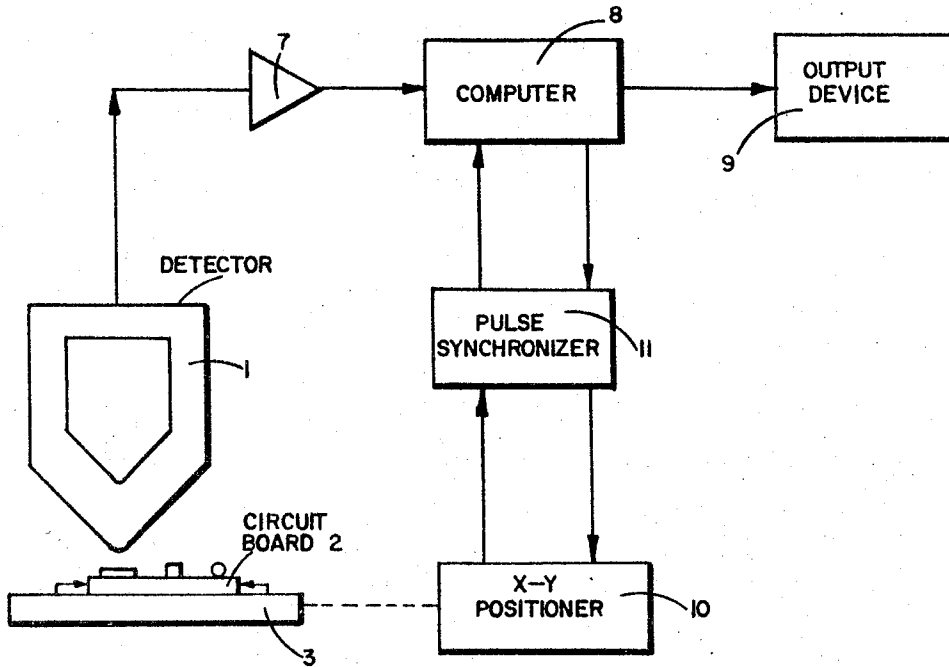 8
7
COMPUTER
OUTPUT
DEVICE
9
DETECTOR
1
PULSE
SYNCHRONIZER
11
CIRCUIT
BOARD 2
X-Y
POSITIONER
10
3